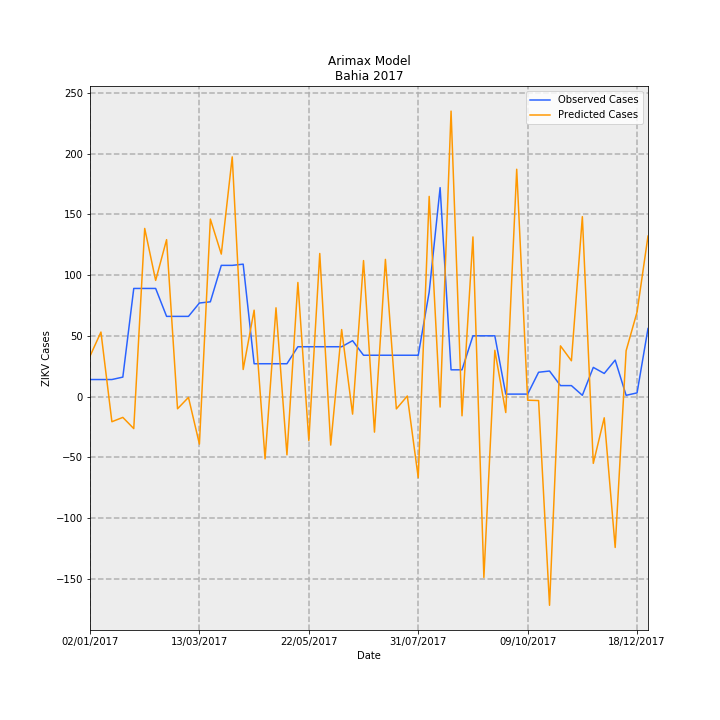 Arimax Model
Bahia 2017
Observed Cases
Predicted Cases
250
200
150
100
50
0
−50
−100
−150
ZIKV Cases
02/01/2017
13/03/2017
22/05/2017
31/07/2017
09/10/2017
18/12/2017
Date